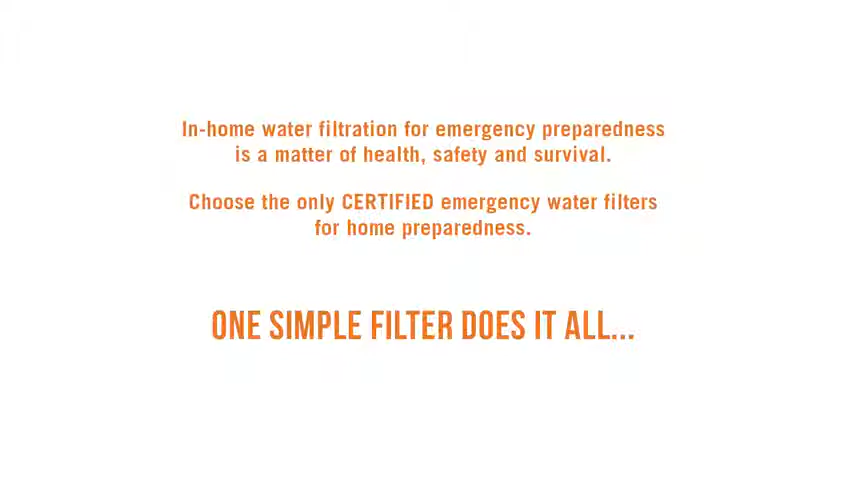 In-home water filtration for emergency preparedness
is a matter of health, safety and survival.
Choose the only CERTIFIED emergency water filters
for home preparedness.
ONE SIMPLE FILTER DOES IT ALL...